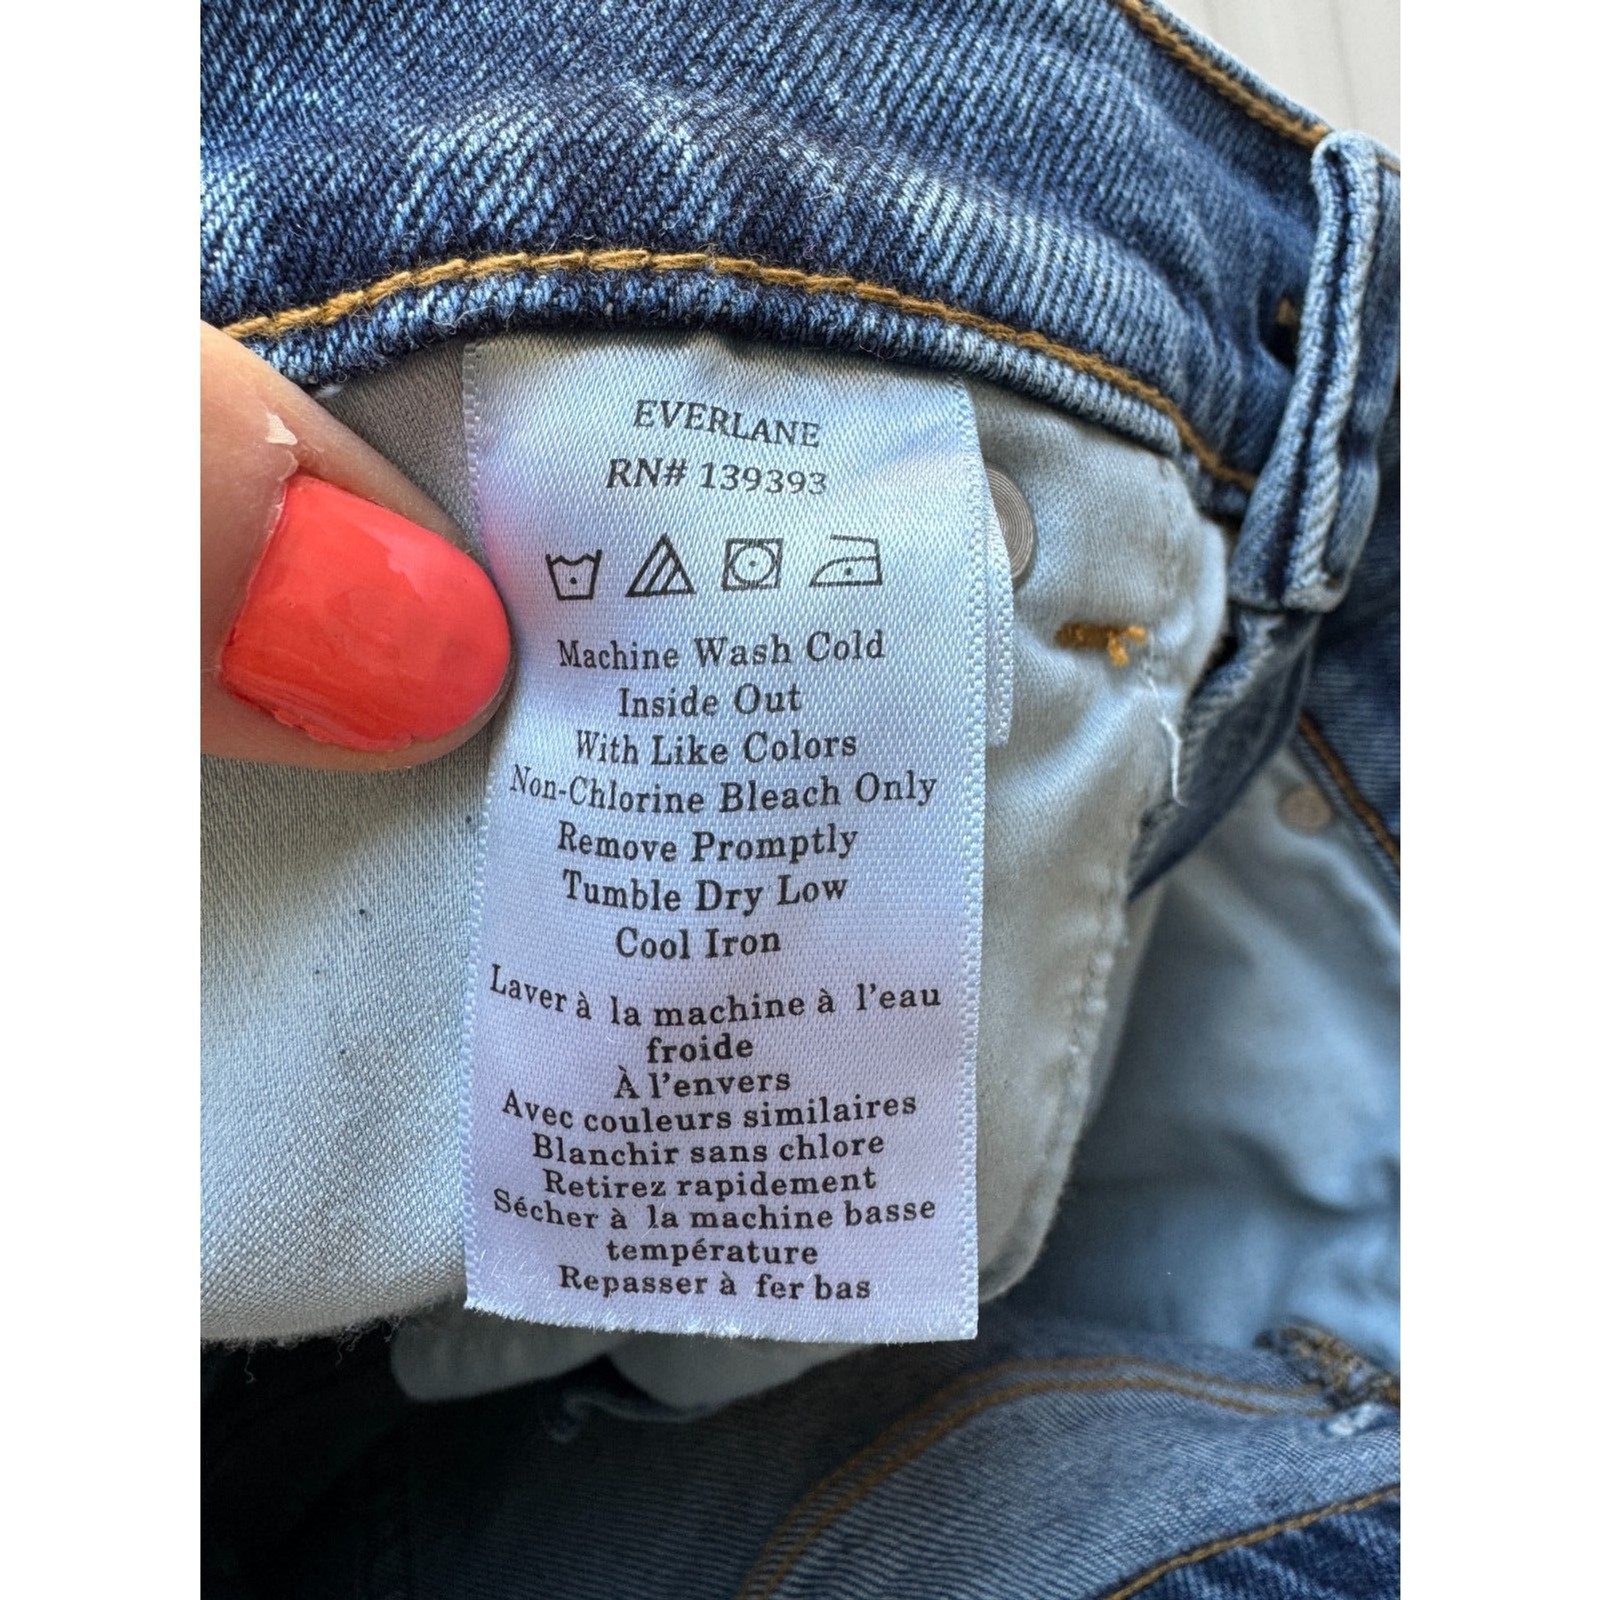 EVERLANE
RN# 139393
Machine Wash Cold
Inside Out
With Like Colors
Non-Chlorine Bleach Only
Remove Promptly
Tumble Dry Low
Cool Iron
Laver à la machine à l'eau
froide
À l'envers
Avec couleurs similaires
Blanchir sans chlore
Retirez rapidement
Sécher à la machine basse
température
Repasser à fer bas